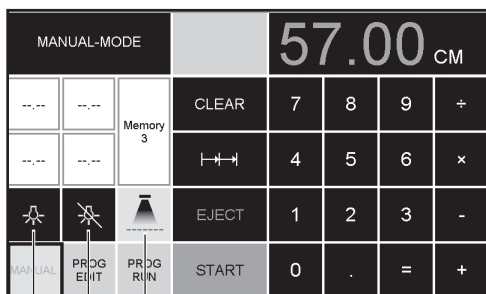 MANUAL-MODE
57.00 CM
--.-- --.-- Memory 3 CLEAR 7 8 9 ÷
--.-- --.-- 4 5 6 ×
EJECT 1 2 3 -
MANUAL PROG EDIT PROG RUN START 0 . = +